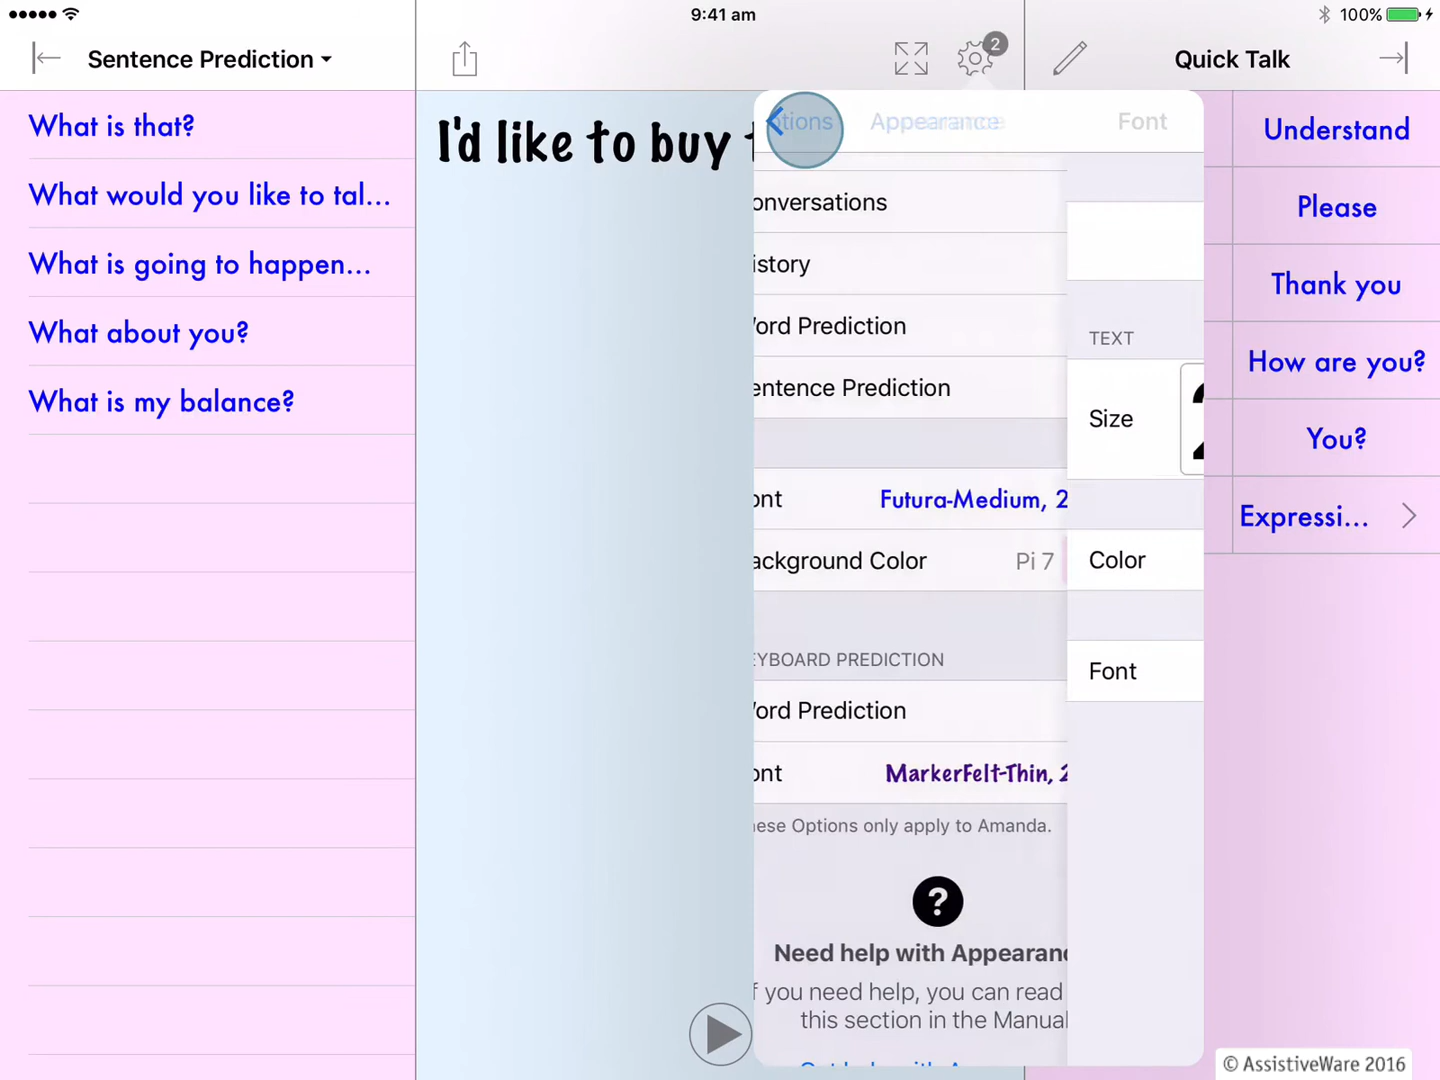 9:41 am
100%
Sentence Prediction
2
Quick Talk
What is that?
What would you like to tal...
What is going to happen...
What about you?
What is my balance?
I'd like to buy
Appearance
Font
onversations
istory
ord Prediction
entence Prediction
ont Futura-Medium, 2
ackground Color Pi 7
EYBOARD PREDICTION
ord Prediction
ont MarkerFelt-Thin, 2
ese Options only apply to Amanda.
?
Need help with Appearan
f you need help, you can read
this section in the Manual
TEXT
Size
Color
Font
Understand
Please
Thank you
How are you?
You?
Expressi...
© AssistiveWare 2016